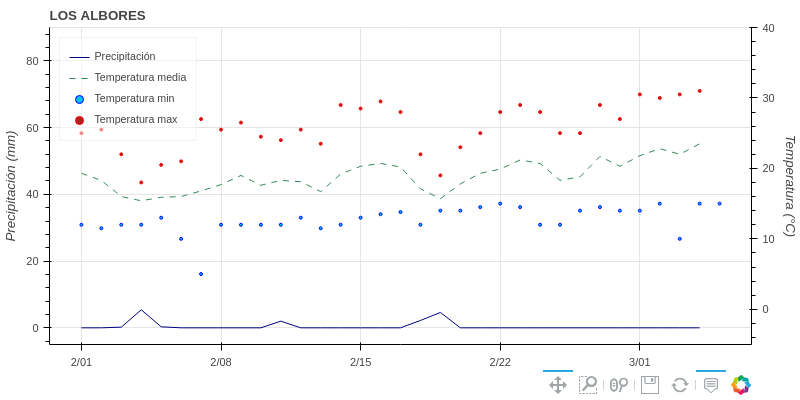 LOS ALBORES
Precipitación
Temperatura media
Temperatura min
Temperatura max
Precipitación (mm)
80
60
40
20
0
Temperatura (°C)
40
30
20
10
0
2/01 2/08 2/15 2/22 3/01